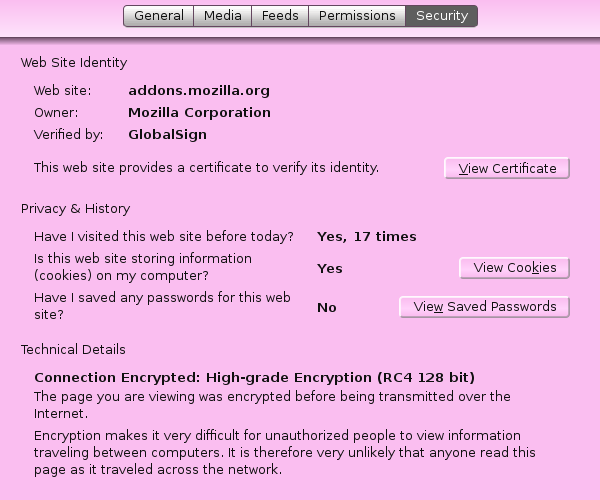 General Media Feeds Permissions Security
Web Site Identity
Web site: addons.mozilla.org
Owner: Mozilla Corporation
Verified by: GlobalSign
This web site provides a certificate to verify its identity. View Certificate
Privacy & History
Have I visited this web site before today? Yes, 17 times
Is this web site storing information
(cookies) on my computer? Yes View Cookies
Have I saved any passwords for this web
site? No View Saved Passwords
Technical Details
Connection Encrypted: High-grade Encryption (RC4 128 bit)
The page you are viewing was encrypted before being transmitted over the
Internet.
Encryption makes it very difficult for unauthorized people to view information
traveling between computers. It is therefore very unlikely that anyone read this
page as it traveled across the network.